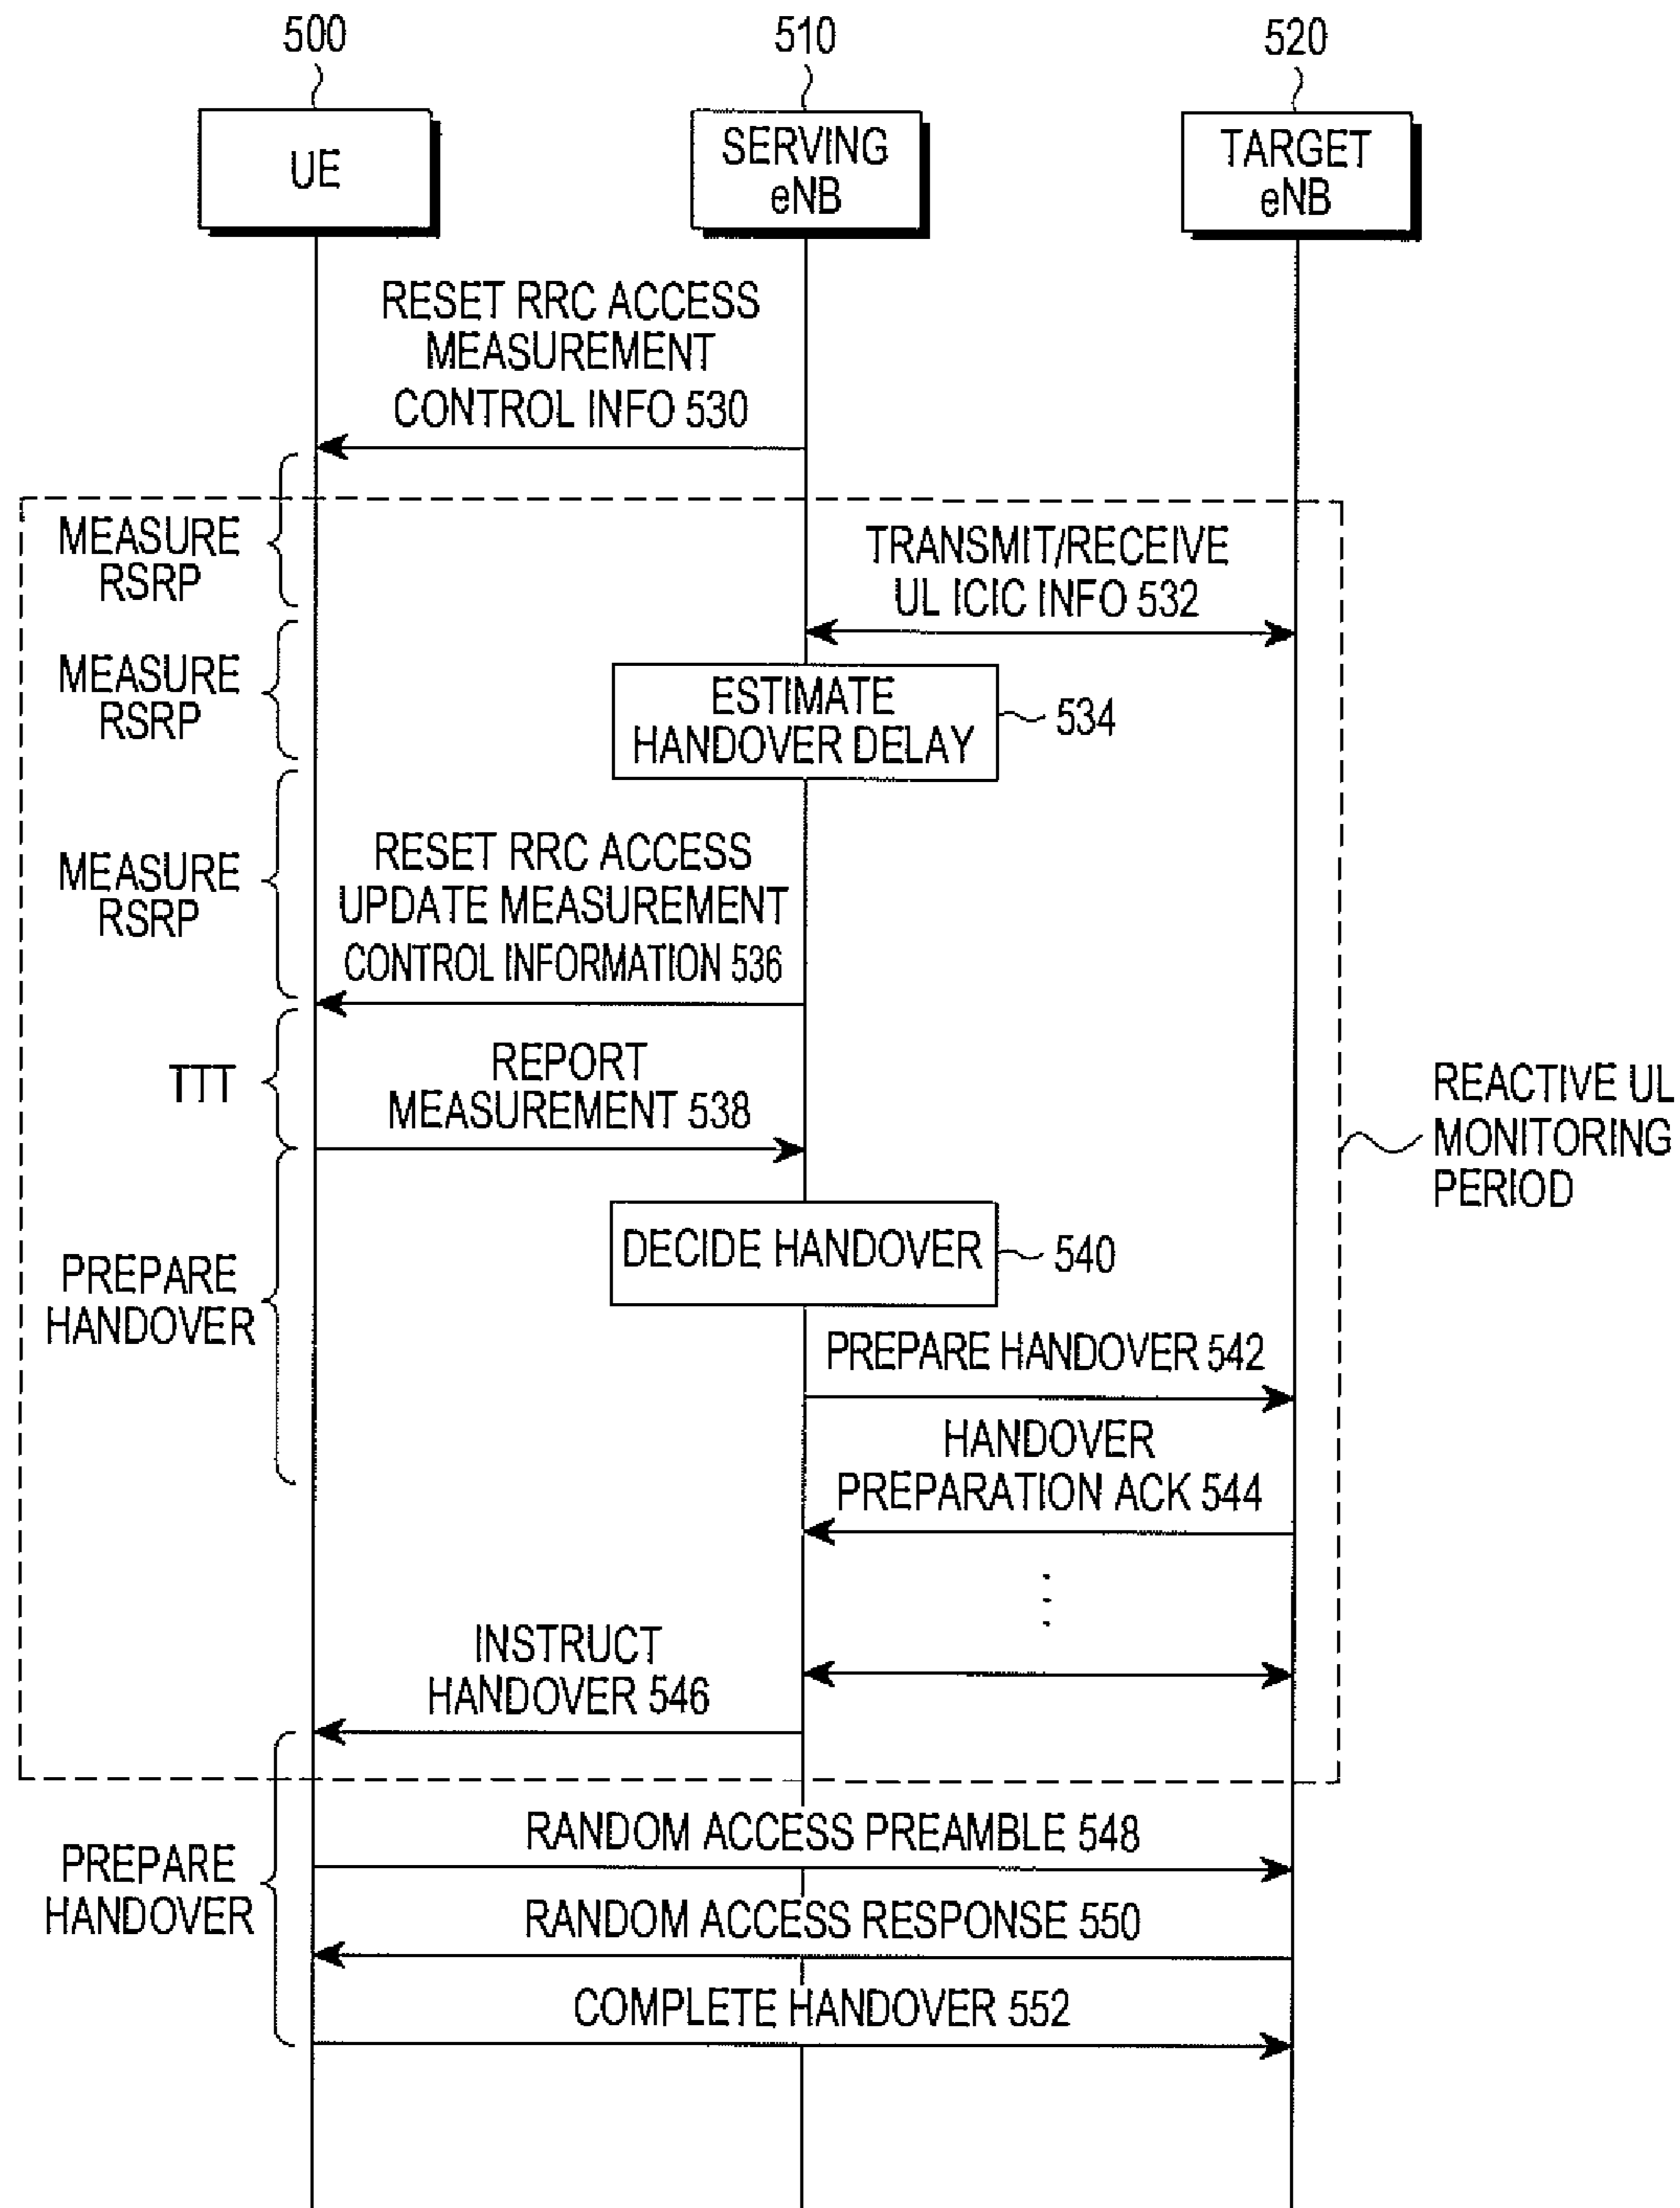 500
510
520
UE
SERVING
eNB
TARGET
eNB
RESET RRC ACCESS
MEASUREMENT
CONTROL INFO 530
MEASURE
RSRP
TRANSMIT/RECEIVE
UL ICIC INFO 532
MEASURE
RSRP
ESTIMATE
HANDOVER DELAY
534
MEASURE
RSRP
RESET RRC ACCESS
UPDATE MEASUREMENT
CONTROL INFORMATION 536
TTT
REPORT
MEASUREMENT 538
REACTIVE UL
MONITORING
PERIOD
DECIDE HANDOVER
540
PREPARE
HANDOVER
PREPARE HANDOVER 542
HANDOVER
PREPARATION ACK 544
INSTRUCT
HANDOVER 546
RANDOM ACCESS PREAMBLE 548
PREPARE
HANDOVER
RANDOM ACCESS RESPONSE 550
COMPLETE HANDOVER 552